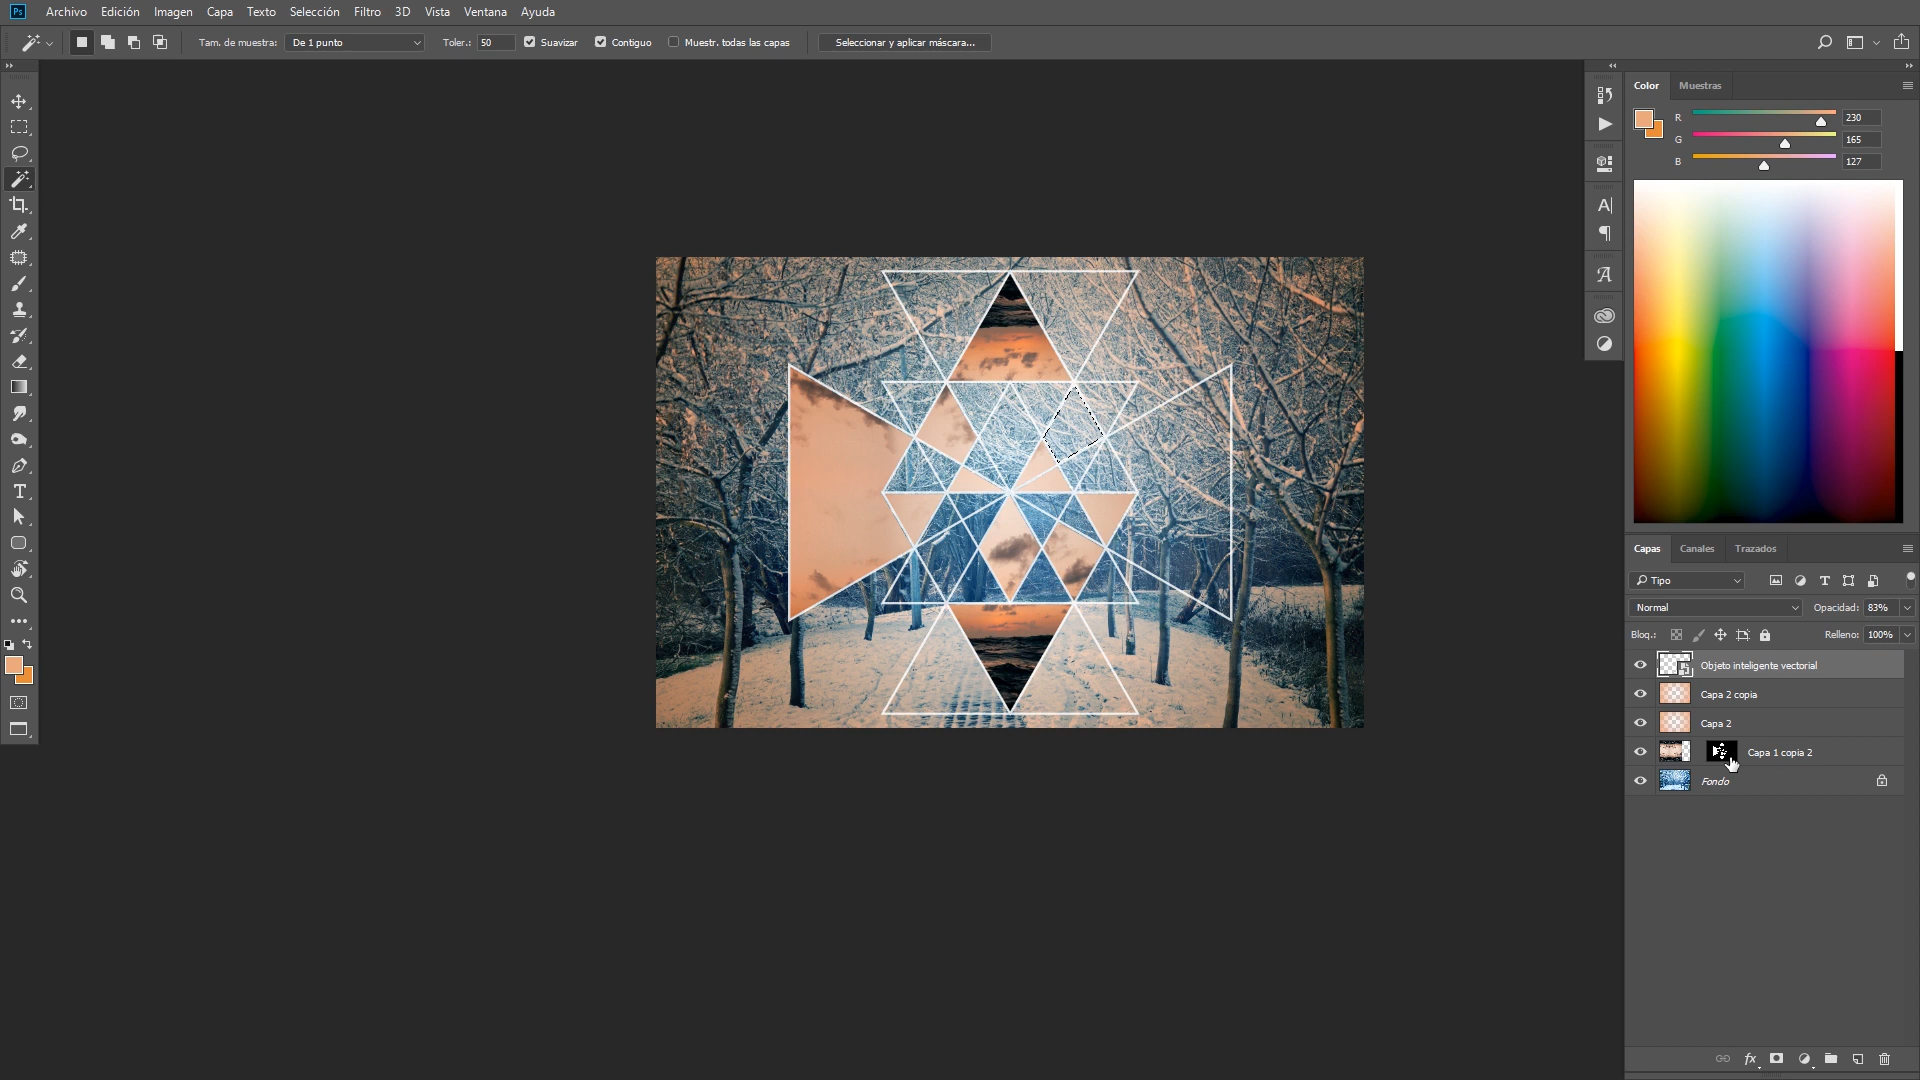 Ps Archivo Edición Imagen Capa Texto Selección Filtro 3D Vista Ventana Ayuda
Tam. de muestra: De 1 punto Toler.: 50 Suavizar Contiguo Muestr. todas las capas Seleccionar y aplicar máscara...
Color Muestras
R 230
G 165
B 127
Capas Canales Trazados
Tipo
Normal Opacidad: 83%
Bloq.: Relleno: 100%
Objeto inteligente vectorial
Capa 2 copia
Capa 2
Capa 1 copia 2
Fondo
fx